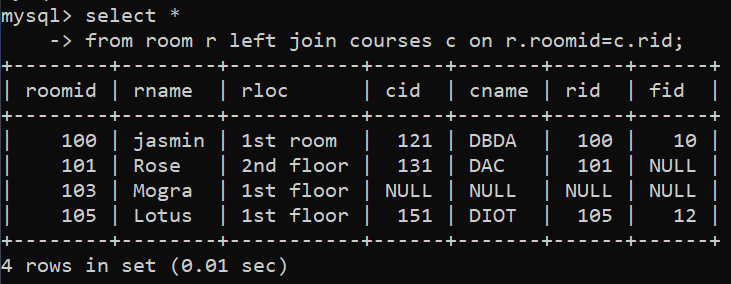 mysql> select *
    -> from room r left join courses c on r.roomid=c.rid;
+--------+--------+-----------+------+-------+------+------+
| roomid | rname  | rloc      | cid  | cname | rid  | fid  |
+--------+--------+-----------+------+-------+------+------+
|    100 | jasmin | 1st room  |  121 | DBDA  |  100 |   10 |
|    101 | Rose   | 2nd floor |  131 | DAC   |  101 | NULL |
|    103 | Mogra  | 1st floor | NULL | NULL  | NULL | NULL |
|    105 | Lotus  | 1st floor |  151 | DIOT  |  105 |   12 |
+--------+--------+-----------+------+-------+------+------+
4 rows in set (0.01 sec)